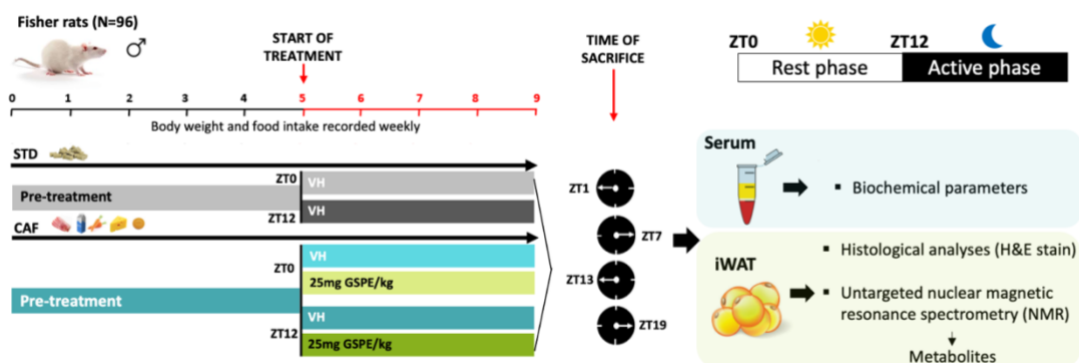 Fisher rats (N=96)
START OF
TREATMENT
0 1 2 3 4 5 6 7 8 9
Body weight and food intake recorded weekly
STD
Pre-treatment
ZT0
VH
ZT12
VH
CAF
Pre-treatment
ZT0
VH
25mg GSPE/kg
ZT12
VH
25mg GSPE/kg
TIME OF
SACRIFICE
ZT1
ZT7
ZT13
ZT19
ZT0
ZT12
Rest phase
Active phase
Serum
▪ Biochemical parameters
iWAT
▪ Histological analyses (H&E stain)
▪ Untargeted nuclear magnetic
resonance spectrometry (NMR)
Metabolites